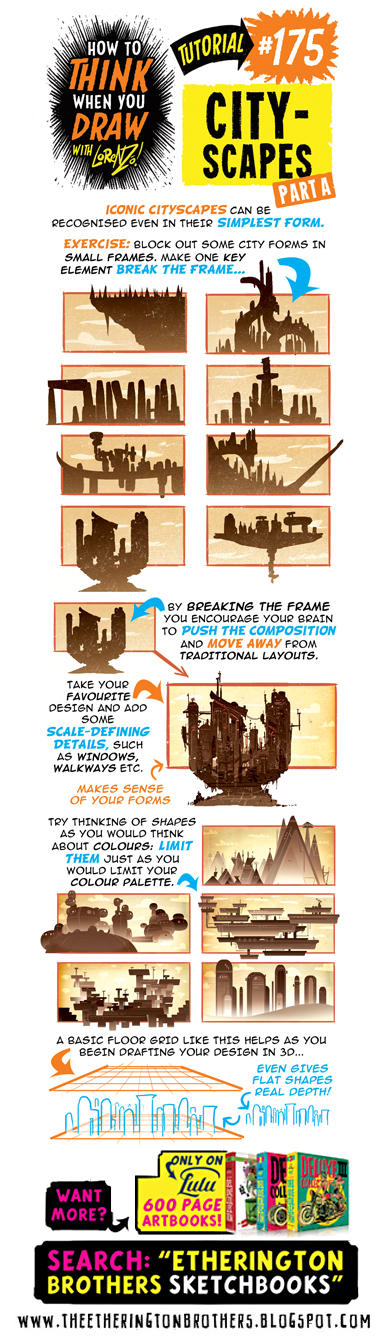 HOW TO
THINK
WHEN YOU
DRAW
WITH LORENZO!
TUTORIAL
#175
CITY-
SCAPES
PART A
ICONIC CITYSCAPES CAN BE
RECOGNISED EVEN IN THEIR SIMPLEST FORM.
EXERCISE: BLOCK OUT SOME CITY FORMS IN
SMALL FRAMES. MAKE ONE KEY
ELEMENT BREAK THE FRAME...
BY BREAKING THE FRAME
YOU ENCOURAGE YOUR BRAIN
TO PUSH THE COMPOSITION
AND MOVE AWAY FROM
TRADITIONAL LAYOUTS.
TAKE YOUR
FAVOURITE
DESIGN AND ADD
SOME
SCALE-DEFINING
DETAILS, SUCH
AS WINDOWS,
WALKWAYS ETC.
MAKES SENSE
OF YOUR FORMS
TRY THINKING OF SHAPES
AS YOU WOULD THINK
ABOUT COLOURS: LIMIT
THEM JUST AS YOU
WOULD LIMIT YOUR
COLOUR PALETTE.
A BASIC FLOOR GRID LIKE THIS HELPS AS YOU
BEGIN DRAFTING YOUR DESIGN IN 3D...
EVEN GIVES
FLAT SHAPES
REAL DEPTH!
WANT
MORE?
ONLY ON
Lulu
600 PAGE
ARTBOOKS!
SEARCH: "ETHERINGTON
BROTHERS SKETCHBOOKS"
WWW.THEETHERINGTONBROTHERS.BLOGSPOT.COM